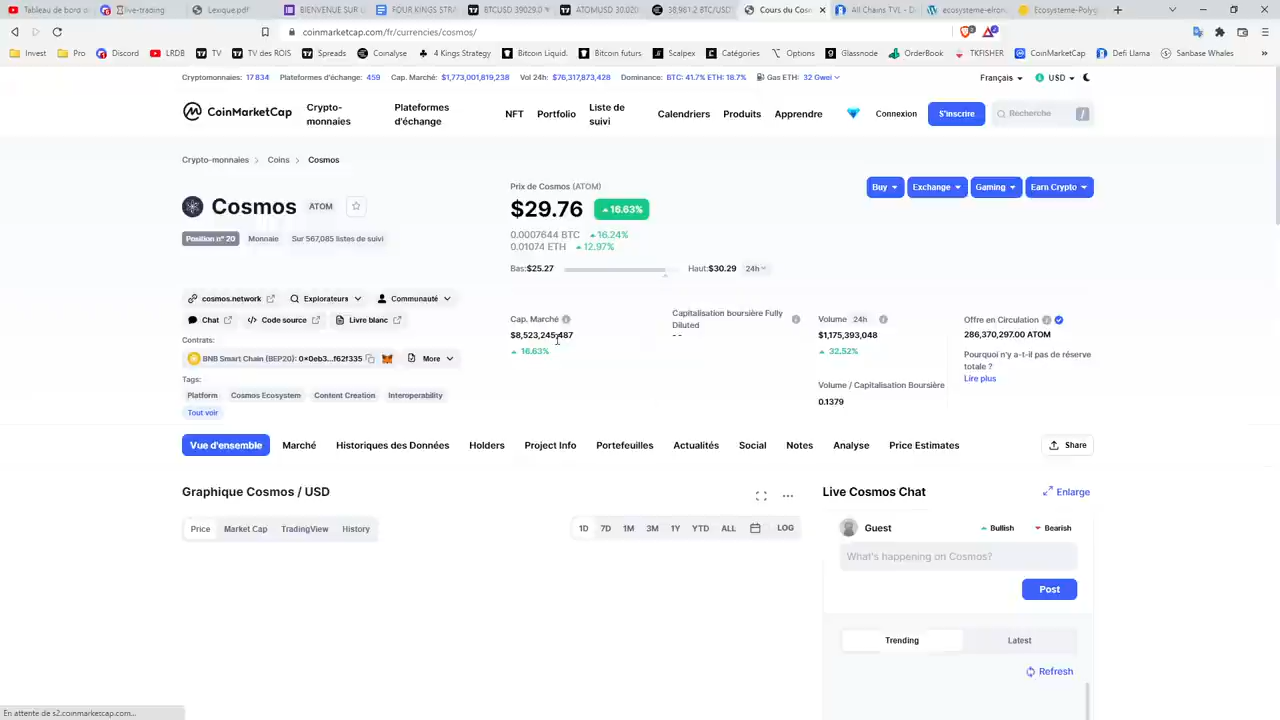 Tableau de bord d
live-trading
Lexique.pdf
BIENVENUE SUR
FOUR KINGS STRA
BTCUSD 39029.0
ATOMUSD 30.020
38,981.2 BTC/USD
Cours du Cosm
All Chains TVL - D
ecosysteme-elron
Ecosysteme-Polyg
coinmarketcap.com/fr/currencies/cosmos/
Invest
Pro
Discord
LRDB
TV
TV des ROIS
Spreads
Coinalyse
4 Kings Strategy
Bitcoin Liquid.
Bitcoin futurs
Scalpex
Catégories
Options
Glassnode
OrderBook
TKFISHER
CoinMarketCap
Defi Llama
Sanbase Whales
»
Cryptomonnaies: 17 834 Plateformes d'échange: 459 Cap. Marché: $1,773,001,819,238 Vol 24h: $76,317,873,428 Dominance: BTC: 41.7% ETH: 18.7% Gas ETH: 32 Gwei
Français
USD
CoinMarketCap
Crypto-
monnaies
Plateformes
d'échange
NFT
Portfolio
Liste de
suivi
Calendriers
Produits
Apprendre
Connexion
S'inscrire
Recherche
/
Crypto-monnaies > Coins > Cosmos
Cosmos
ATOM
Position n° 20
Monnaie
Sur 567,085 listes de suivi
cosmos.network
Explorateurs
Communauté
Chat
Code source
Livre blanc
Contrats:
BNB Smart Chain (BEP20): 0x0eb3...f62f335
More
Tags:
Platform
Cosmos Ecosystem
Content Creation
Interoperability
Tout voir
Prix de Cosmos (ATOM)
$29.76
16.63%
0.0007644 BTC
16.24%
0.01074 ETH
12.97%
Bas:$25.27
Haut:$30.29
24h
Buy
Exchange
Gaming
Earn Crypto
Cap. Marché
$8,523,245,487
16.63%
Capitalisation boursière Fully
Diluted
- -
Volume 24h
$1,175,393,048
32.52%
Volume / Capitalisation Boursière
0.1379
Offre en Circulation
286,370,297.00 ATOM
Pourquoi n'y a-t-il pas de réserve
totale ?
Lire plus
Vue d'ensemble
Marché
Historiques des Données
Holders
Project Info
Portefeuilles
Actualités
Social
Notes
Analyse
Price Estimates
Share
Graphique Cosmos / USD
Price
Market Cap
TradingView
History
1D
7D
1M
3M
1Y
YTD
ALL
LOG
Live Cosmos Chat
Enlarge
Guest
Bullish
Bearish
What's happening on Cosmos?
Post
Trending
Latest
Refresh
En attente de s2.coinmarketcap.com...